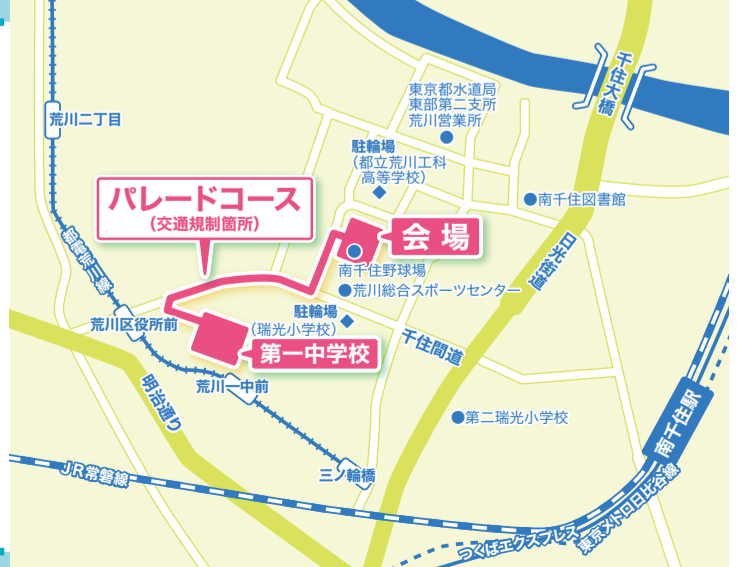 千住大橋
東京都水道局
東部第二支所
荒川営業所
荒川二丁目
駐輪場
(都立荒川工科
高等学校)
パレードコース
(交通規制箇所)
南千住図書館
会 場
日光街道
都電荒川線
南千住野球場
荒川総合スポーツセンター
駐輪場
(瑞光小学校)
荒川区役所前
千住間道
第一中学校
荒川一中前
明治通り
南千住駅
第二瑞光小学校
三ノ輪橋
JR常磐線
つくばエクスプレス
東京メトロ日比谷線